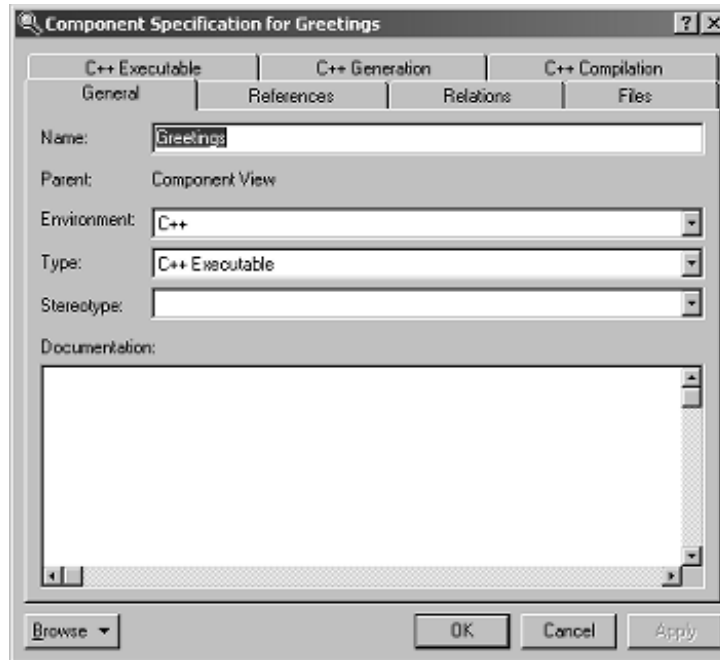 Component Specification for Greetings
? X
C++ Executable C++ Generation C++ Compilation
General References Relations Files
Name: Greetings
Parent: Component View
Environment: C++
Type: C++ Executable
Stereotype:
Documentation:
Browse OK Cancel Apply